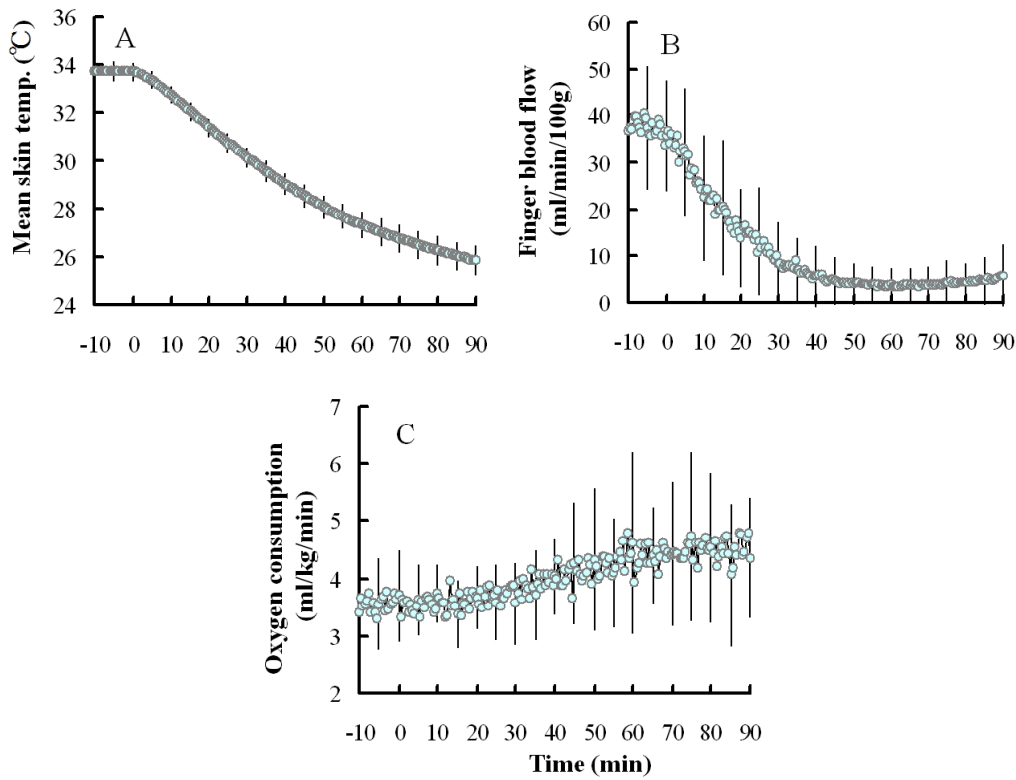 A
Mean skin temp. (℃)
36
34
32
30
28
26
24
-10 0 10 20 30 40 50 60 70 80 90
B
Finger blood flow
(ml/min/100g)
60
50
40
30
20
10
0
-10 0 10 20 30 40 50 60 70 80 90
C
Oxygen consumption
(ml/kg/min)
7
6
5
4
3
2
-10 0 10 20 30 40 50 60 70 80 90
Time (min)